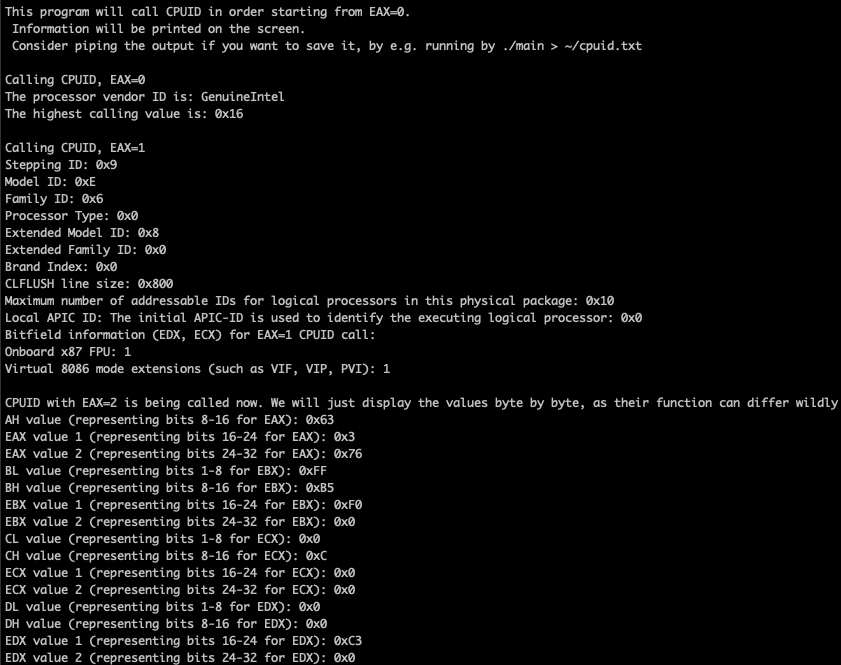 This program will call CPUID in order starting from EAX=0.
Information will be printed on the screen.
Consider piping the output if you want to save it, by e.g. running by ./main > ~/cpuid.txt
Calling CPUID, EAX=0
The processor vendor ID is: GenuineIntel
The highest calling value is: 0x16
Calling CPUID, EAX=1
Stepping ID: 0x9
Model ID: 0xE
Family ID: 0x6
Processor Type: 0x0
Extended Model ID: 0x8
Extended Family ID: 0x0
Brand Index: 0x0
CLFLUSH line size: 0x800
Maximum number of addressable IDs for logical processors in this physical package: 0x10
Local APIC ID: The initial APIC-ID is used to identify the executing logical processor: 0x0
Bitfield information (EDX, ECX) for EAX=1 CPUID call:
Onboard x87 FPU: 1
Virtual 8086 mode extensions (such as VIF, VIP, PVI): 1
CPUID with EAX=2 is being called now. We will just display the values byte by byte, as their function can differ wildly
AH value (representing bits 8-16 for EAX): 0x63
EAX value 1 (representing bits 16-24 for EAX): 0x3
EAX value 2 (representing bits 24-32 for EAX): 0x76
BL value (representing bits 1-8 for EBX): 0xFF
BH value (representing bits 8-16 for EBX): 0xB5
EBX value 1 (representing bits 16-24 for EBX): 0xF0
EBX value 2 (representing bits 24-32 for EBX): 0x0
CL value (representing bits 1-8 for ECX): 0x0
CH value (representing bits 8-16 for ECX): 0xC
ECX value 1 (representing bits 16-24 for ECX): 0x0
ECX value 2 (representing bits 24-32 for ECX): 0x0
DL value (representing bits 1-8 for EDX): 0x0
DH value (representing bits 8-16 for EDX): 0x0
EDX value 1 (representing bits 16-24 for EDX): 0xC3
EDX value 2 (representing bits 24-32 for EDX): 0x0